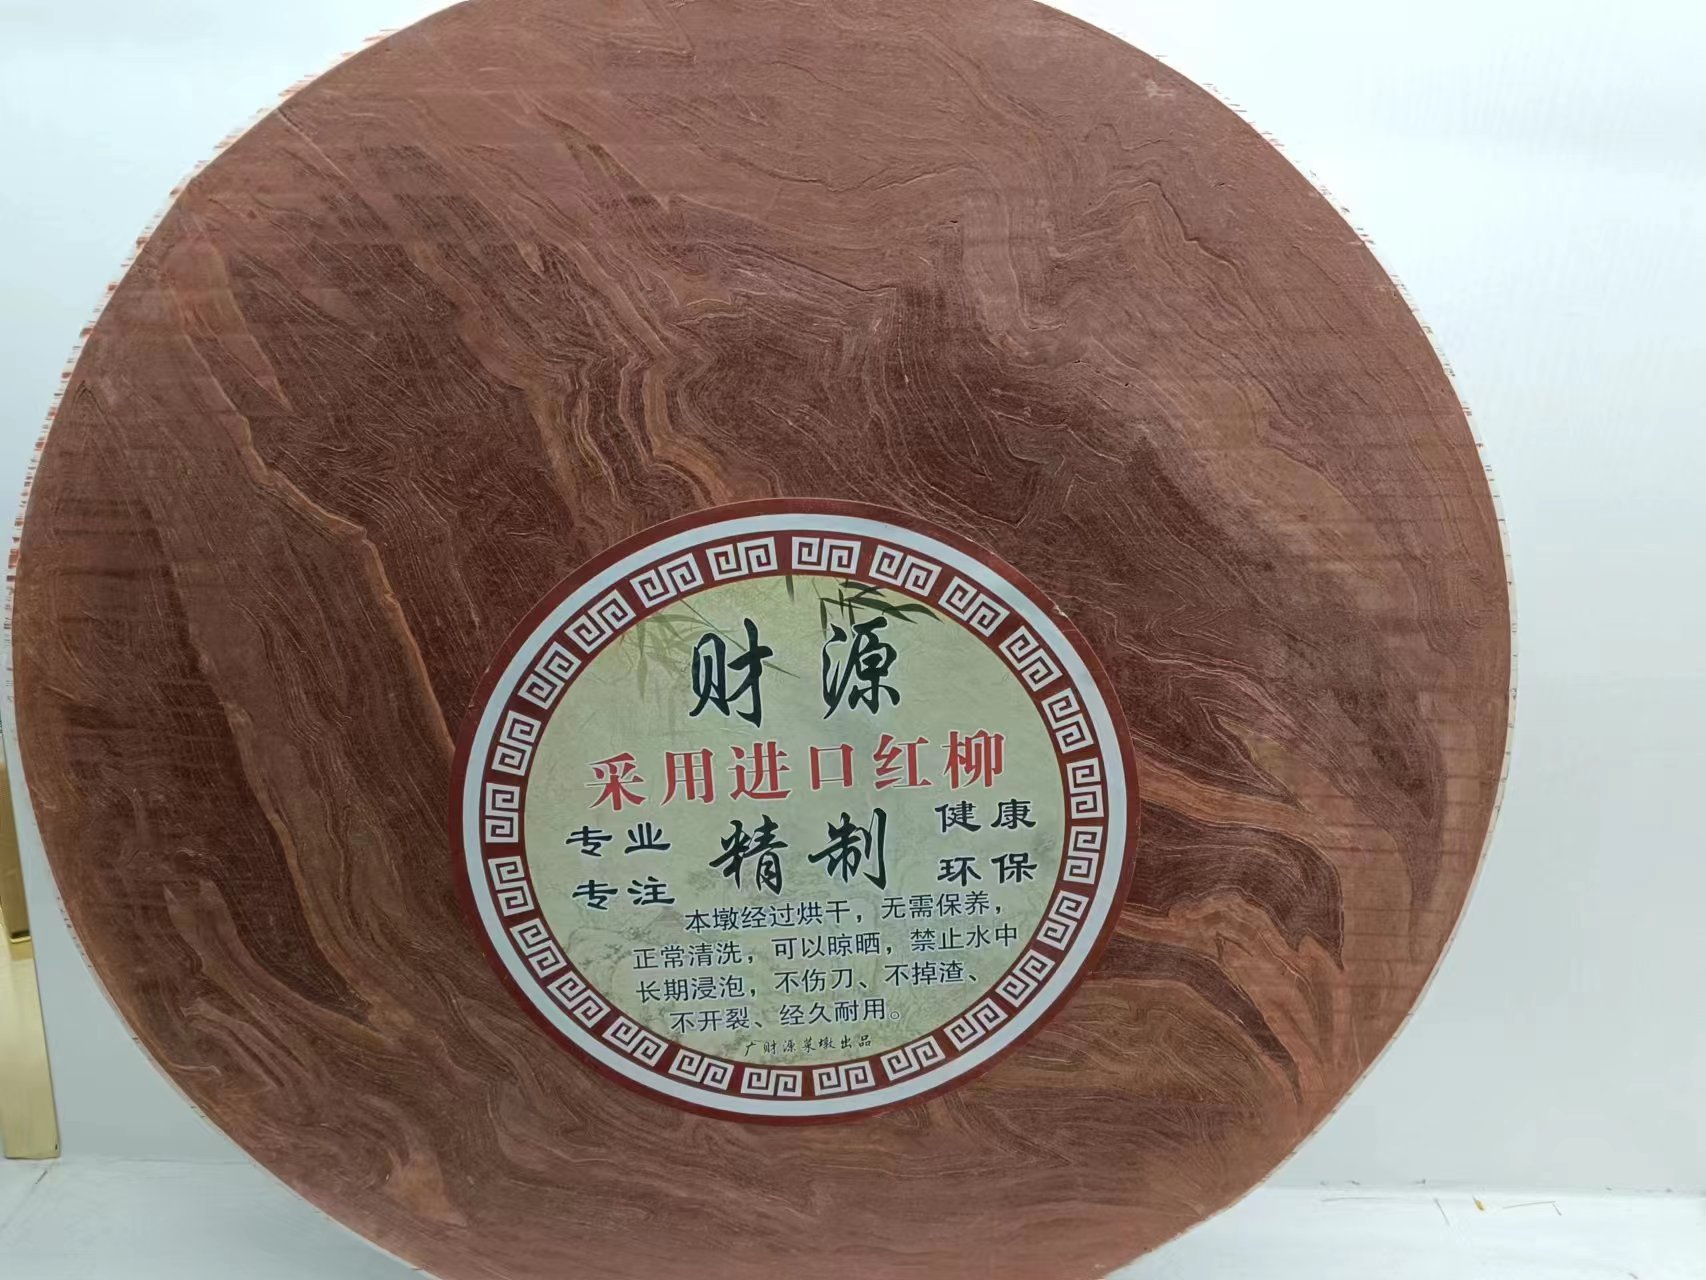 财源
采用进口红柳
专业 精制 健康
专注 环保
本墩经过烘干，无需保养，
正常清洗，可以晾晒，禁止水中
长期浸泡，不伤刀、不掉渣、
不开裂、经久耐用。
广财源菜墩出品